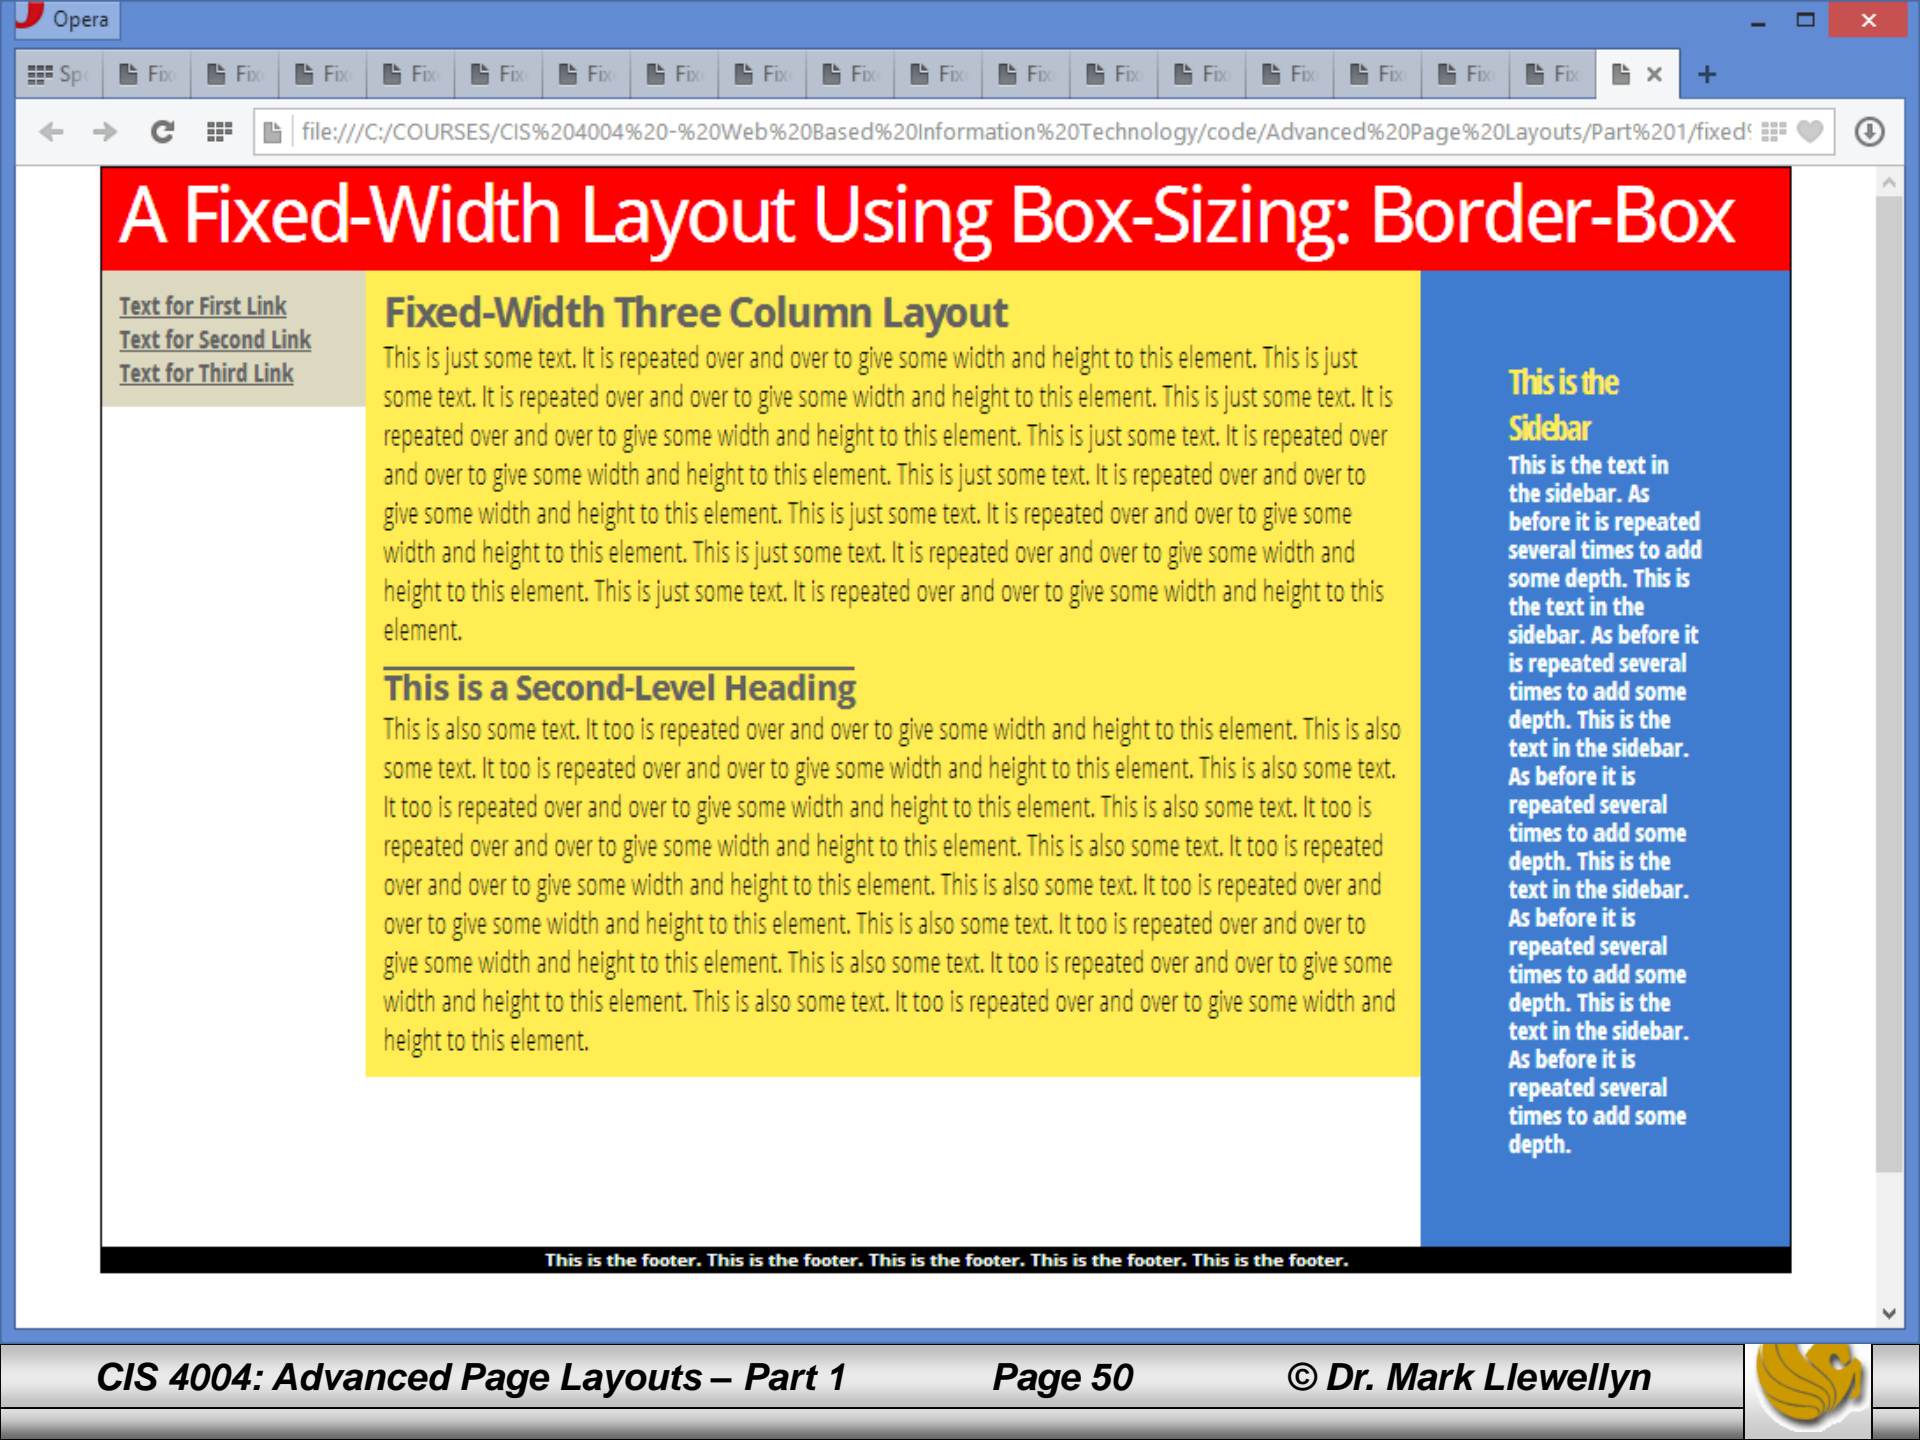 Opera
Sp Fix Fix Fix Fix Fix Fix Fix Fix Fix Fix Fix Fix Fix Fix Fix Fix Fix
file:///C:/COURSES/CIS%204004%20-%20Web%20Based%20Information%20Technology/code/Advanced%20Page%20Layouts/Part%201/fixed%
A Fixed-Width Layout Using Box-Sizing: Border-Box
Text for First Link
Text for Second Link
Text for Third Link
Fixed-Width Three Column Layout
This is just some text. It is repeated over and over to give some width and height to this element. This is just
some text. It is repeated over and over to give some width and height to this element. This is just some text. It is
repeated over and over to give some width and height to this element. This is just some text. It is repeated over
and over to give some width and height to this element. This is just some text. It is repeated over and over to
give some width and height to this element. This is just some text. It is repeated over and over to give some
width and height to this element. This is just some text. It is repeated over and over to give some width and
height to this element. This is just some text. It is repeated over and over to give some width and height to this
element.
This is a Second-Level Heading
This is also some text. It too is repeated over and over to give some width and height to this element. This is also
some text. It too is repeated over and over to give some width and height to this element. This is also some text.
It too is repeated over and over to give some width and height to this element. This is also some text. It too is
repeated over and over to give some width and height to this element. This is also some text. It too is repeated
over and over to give some width and height to this element. This is also some text. It too is repeated over and
over to give some width and height to this element. This is also some text. It too is repeated over and over to
give some width and height to this element. This is also some text. It too is repeated over and over to give some
width and height to this element. This is also some text. It too is repeated over and over to give some width and
height to this element.
This is the
Sidebar
This is the text in
the sidebar. As
before it is repeated
several times to add
some depth. This is
the text in the
sidebar. As before it
is repeated several
times to add some
depth. This is the
text in the sidebar.
As before it is
repeated several
times to add some
depth. This is the
text in the sidebar.
As before it is
repeated several
times to add some
depth. This is the
text in the sidebar.
As before it is
repeated several
times to add some
depth.
This is the footer. This is the footer. This is the footer. This is the footer. This is the footer.
CIS 4004: Advanced Page Layouts – Part 1 Page 50 © Dr. Mark Llewellyn